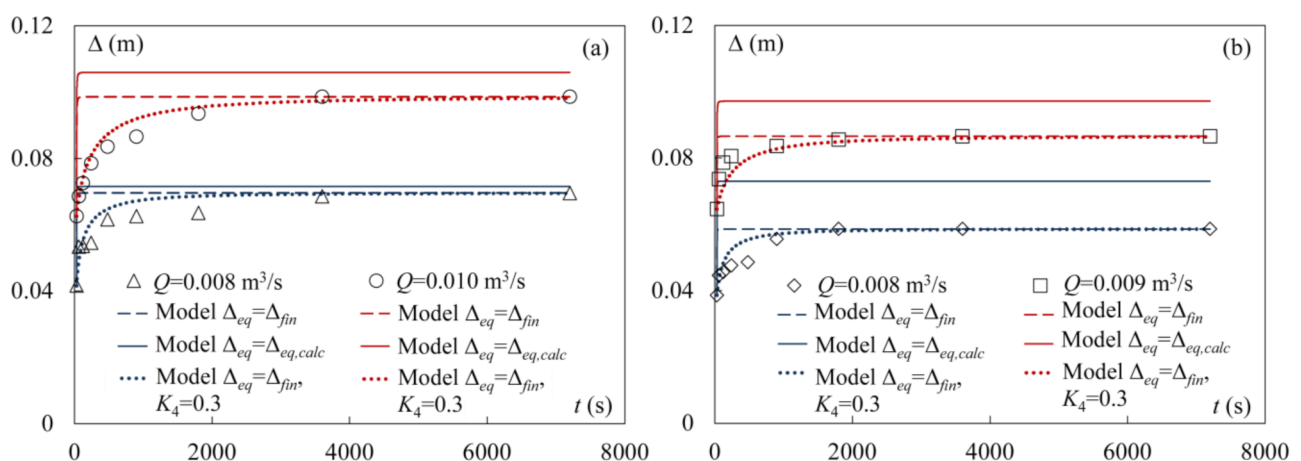 0.12
Δ (m)
(a)
0.08
0.04
0
Q=0.008 m³/s
Q=0.010 m³/s
Model Δeq=Δfin
Model Δeq=Δfin
Model Δeq=Δeq,calc
Model Δeq=Δeq,calc
Model Δeq=Δfin,
K₄=0.3
Model Δeq=Δfin,
K₄=0.3
t (s)
0 2000 4000 6000 8000
0.12
Δ (m)
(b)
0.08
0.04
0
Q=0.008 m³/s
Q=0.009 m³/s
Model Δeq=Δfin
Model Δeq=Δfin
Model Δeq=Δeq,calc
Model Δeq=Δeq,calc
Model Δeq=Δfin,
K₄=0.3
Model Δeq=Δfin,
K₄=0.3
t (s)
0 2000 4000 6000 8000